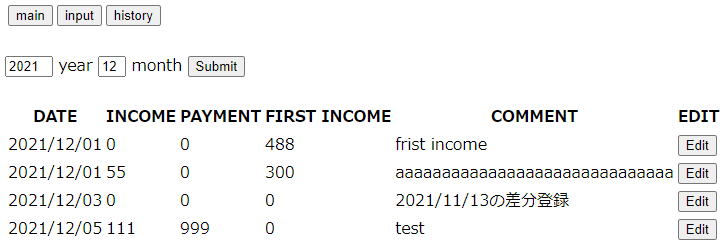 main input history
2021 year 12 month Submit
DATE INCOME PAYMENT FIRST INCOME COMMENT EDIT
2021/12/01 0 0 488 frist income Edit
2021/12/01 55 0 300 aaaaaaaaaaaaaaaaaaaaaaaaaaaaaa Edit
2021/12/03 0 0 0 2021/11/13の差分登録 Edit
2021/12/05 111 999 0 test Edit